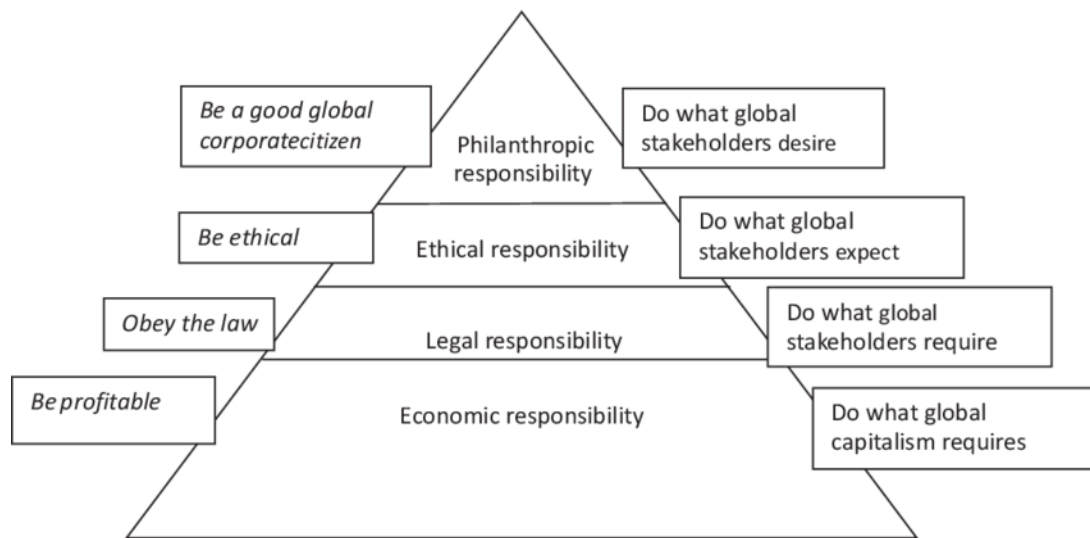 Be a good global
corporatecitizen
Philanthropic
responsibility
Do what global
stakeholders desire
Be ethical
Ethical responsibility
Do what global
stakeholders expect
Obey the law
Legal responsibility
Do what global
stakeholders require
Be profitable
Economic responsibility
Do what global
capitalism requires